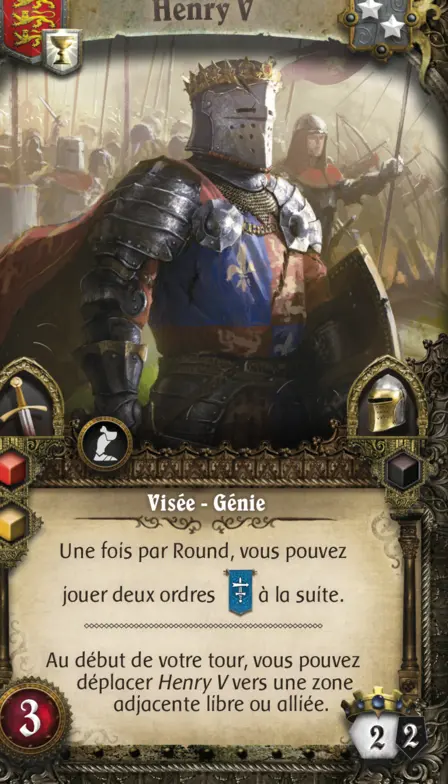 Henry V
Visée - Génie
Une fois par Round, vous pouvez
jouer deux ordres à la suite.
Au début de votre tour, vous pouvez
déplacer Henry V vers une zone
adjacente libre ou alliée.
3
2 2